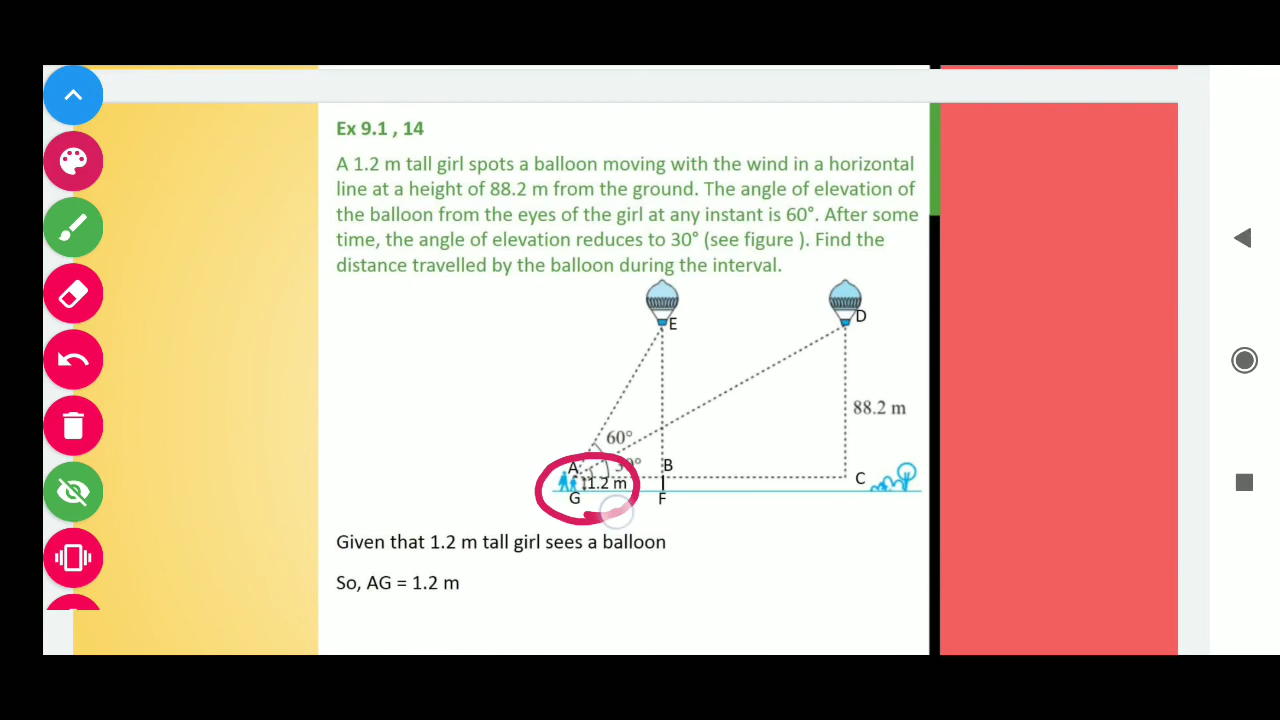 Ex 9.1 , 14
A 1.2 m tall girl spots a balloon moving with the wind in a horizontal
line at a height of 88.2 m from the ground. The angle of elevation of
the balloon from the eyes of the girl at any instant is 60°. After some
time, the angle of elevation reduces to 30° (see figure ). Find the
distance travelled by the balloon during the interval.
E
D
88.2 m
60°
A 30° B
1.2 m C
G F
Given that 1.2 m tall girl sees a balloon
So, AG = 1.2 m